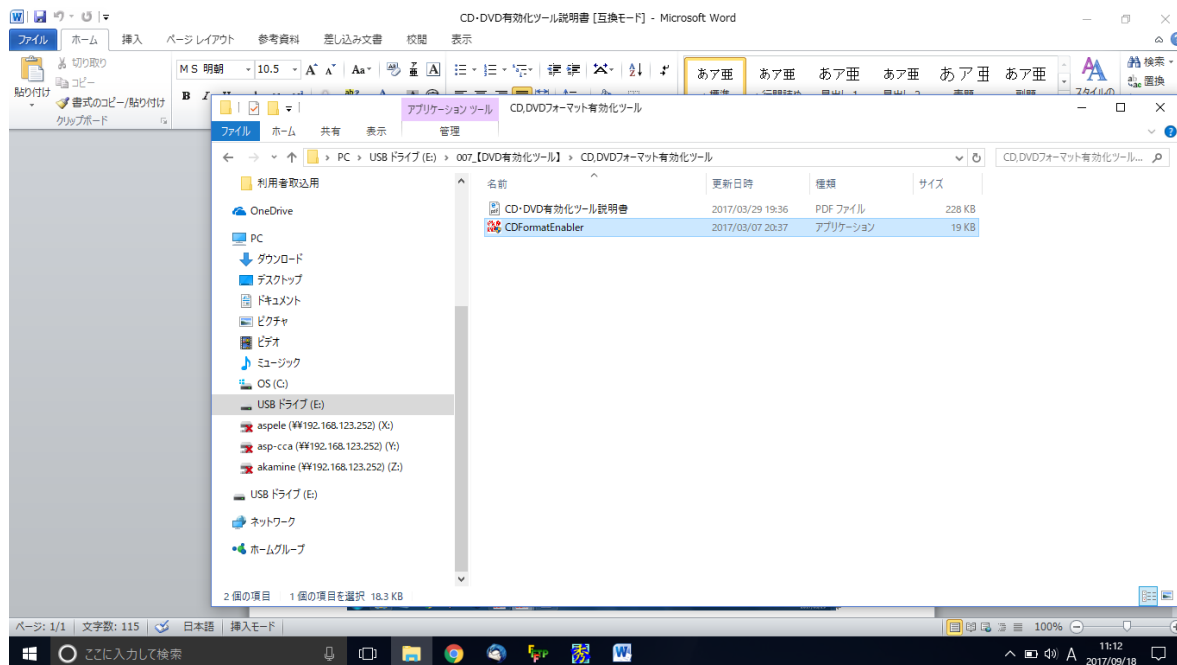 CD・DVD有効化ツール説明書 [互換モード] - Microsoft Word
ファイル ホーム 挿入 ページ レイアウト 参考資料 差し込み文書 校閲 表示
切り取り
コピー
貼り付け
書式のコピー/貼り付け
クリップボード
MS 明朝 10.5
あア亜 あア亜 あア亜 あア亜 あア亜 あア亜
検索
置換
アプリケーション ツール CD,DVDフォーマット有効化ツール
ファイル ホーム 共有 表示 管理
PC › USB ドライブ (E:) › 007_【DVD有効化ツール】 › CD,DVDフォーマット有効化ツール
CD,DVDフォーマット有効化ツール...
名前 更新日時 種類 サイズ
CD・DVD有効化ツール説明書 2017/03/29 19:36 PDF ファイル 228 KB
CDFormatEnabler 2017/03/07 20:37 アプリケーション 19 KB
利用者取込用
OneDrive
PC
ダウンロード
デスクトップ
ドキュメント
ピクチャ
ビデオ
ミュージック
OS (C:)
USB ドライブ (E:)
aspele (¥¥192.168.123.252) (X:)
asp-cca (¥¥192.168.123.252) (Y:)
akamine (¥¥192.168.123.252) (Z:)
USB ドライブ (E:)
ネットワーク
ホームグループ
2 個の項目 1 個の項目を選択 18.3 KB
ページ: 1/1 文字数: 115 日本語 挿入モード 100%
ここに入力して検索
A 11:12
2017/09/18